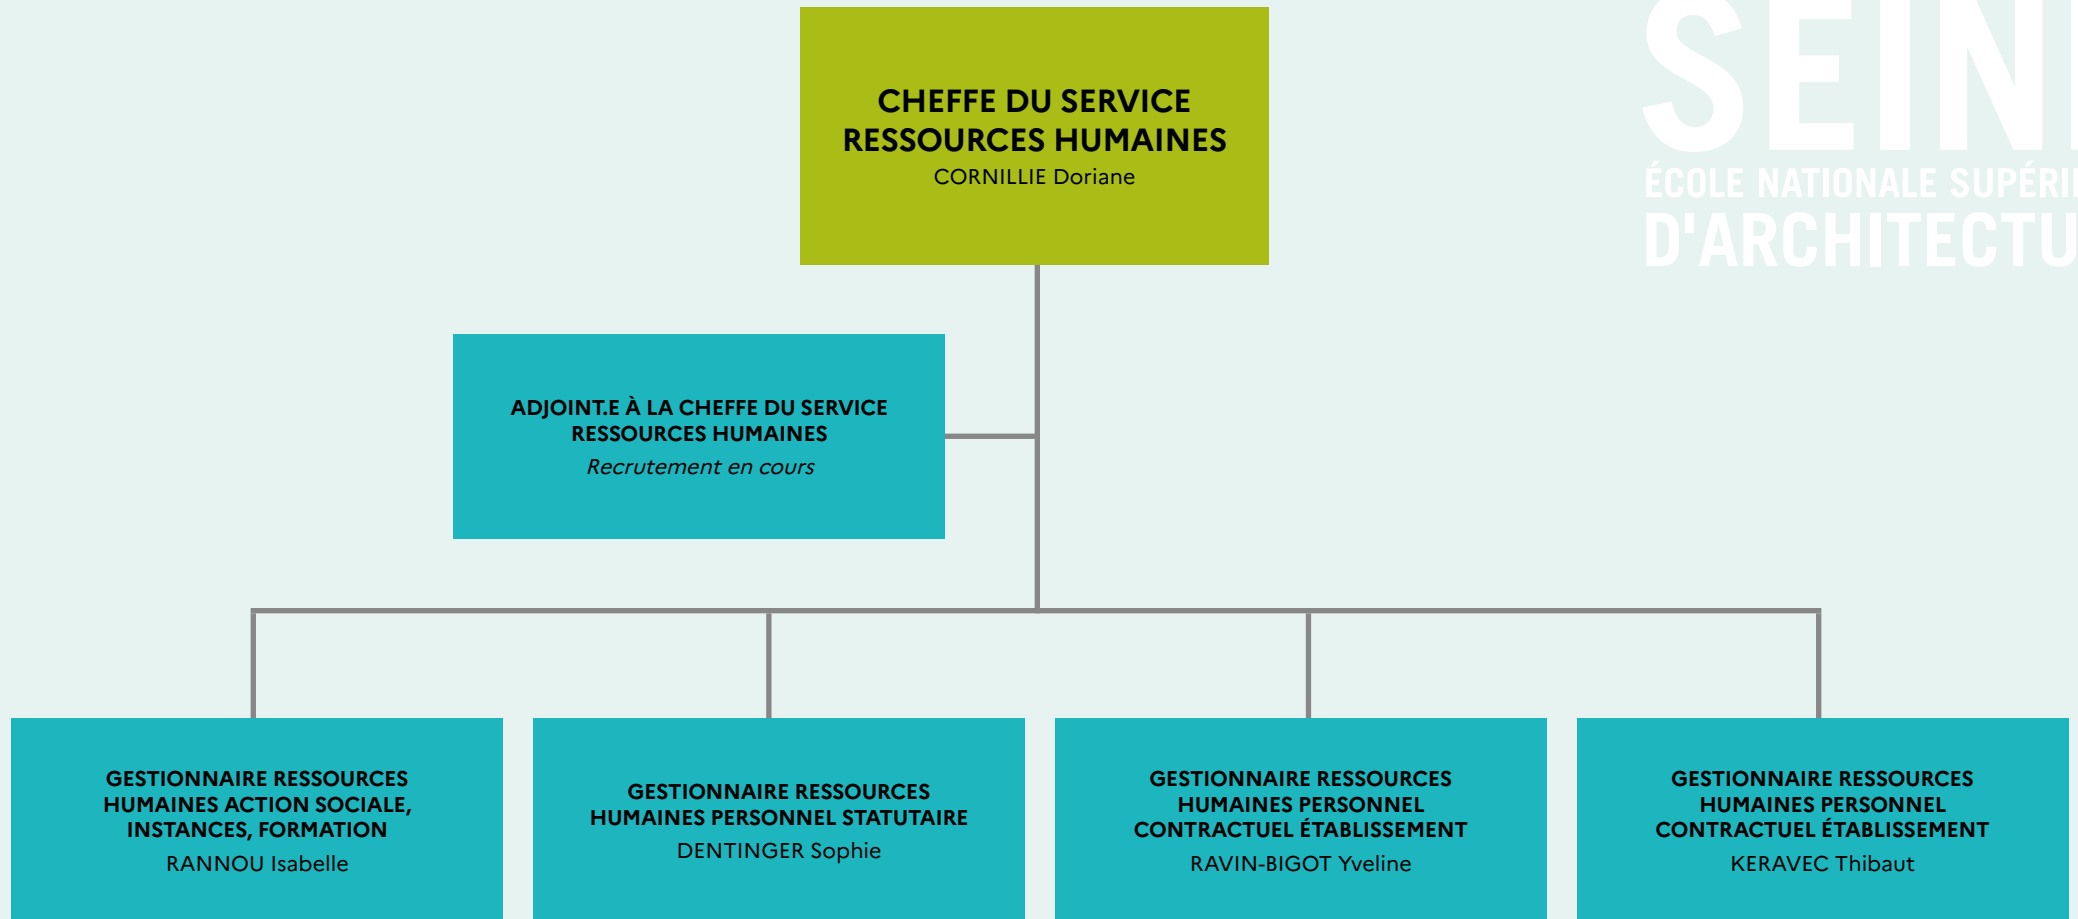 CHEFFE DU SERVICE
RESSOURCES HUMAINES
CORNILLIE Doriane
ÉCOLE NATIONALE
ADJOINT.E À LA CHEFFE DU SERVICE
RESSOURCES HUMAINES
Recrutement en cours
GESTIONNAIRE RESSOURCES
HUMAINES ACTION SOCIALE,
INSTANCES, FORMATION
RANNOU Isabelle
GESTIONNAIRE RESSOURCES
HUMAINES PERSONNEL STATUTAIRE
DENTINGER Sophie
GESTIONNAIRE RESSOURCES
HUMAINES PERSONNEL
CONTRACTUEL ÉTABLISSEMENT
RAVIN-BIGOT Yveline
GESTIONNAIRE RESSOURCES
HUMAINES PERSONNEL
CONTRACTUEL ÉTABLISSEMENT
KERAVEC Thibaut